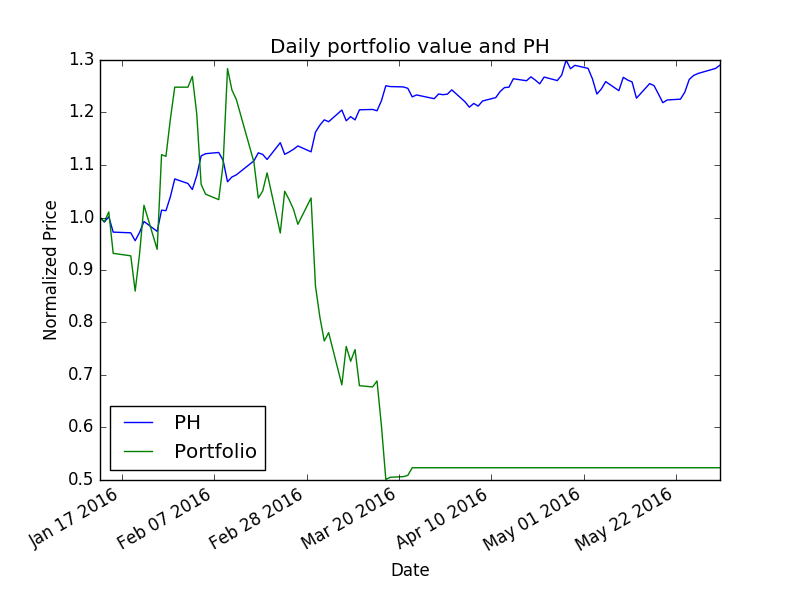 Daily portfolio value and PH
1.3
1.2
1.1
1.0
0.9
0.8
0.7
0.6
0.5
Normalized Price
PH
Portfolio
Jan 17 2016
Feb 07 2016
Feb 28 2016
Mar 20 2016
Apr 10 2016
May 01 2016
May 22 2016
Date